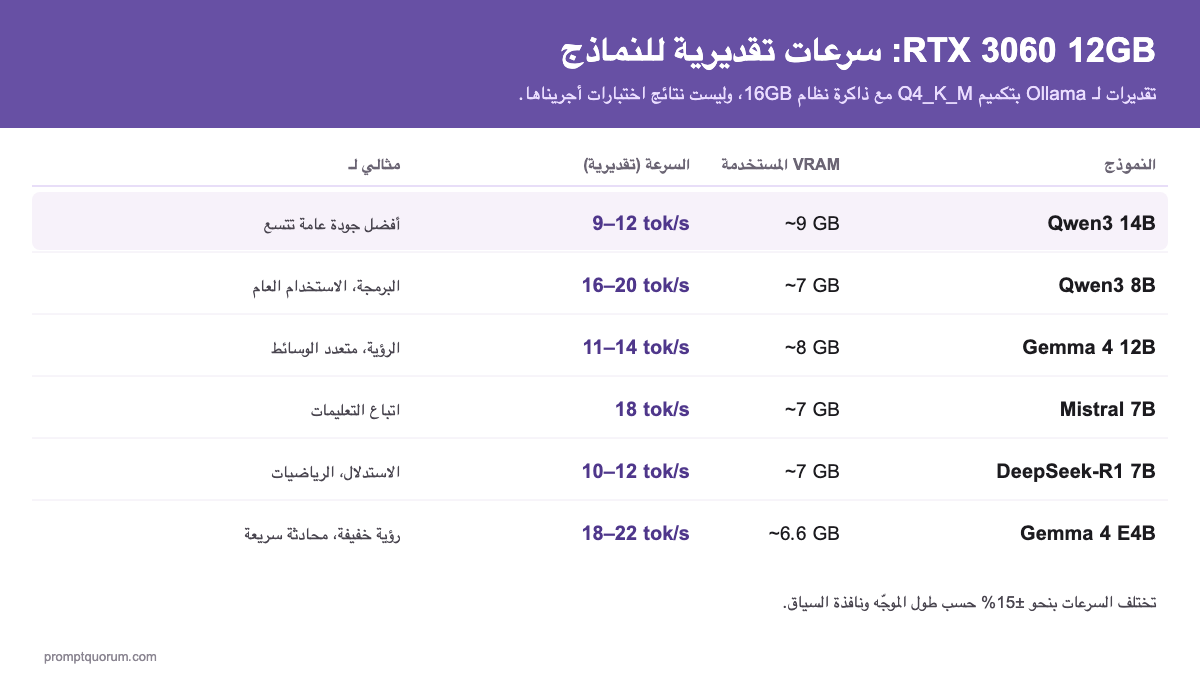 RTX 3060 12GB: سرعات تقديرية للنماذج
تقديرات لـ Ollama بتكميم Q4_K_M مع ذاكرة نظام 16GB، وليست نتائج اختبارات أجريناها.
النموذج VRAM المستخدمة السرعة (تقديرية) مثالي لـ
Qwen3 14B ~9 GB 9–12 tok/s أفضل جودة عامة تتسع
Qwen3 8B ~7 GB 16–20 tok/s البرمجة، الاستخدام العام
Gemma 4 12B ~8 GB 11–14 tok/s الرؤية، متعدد الوسائط
Mistral 7B ~7 GB 18 tok/s اتباع التعليمات
DeepSeek-R1 7B ~7 GB 10–12 tok/s الاستدلال، الرياضيات
Gemma 4 E4B ~6.6 GB 18–22 tok/s رؤية خفيفة، محادثة سريعة
تختلف السرعات بنحو ±15% حسب طول الموجّه ونافذة السياق.
promptquorum.com